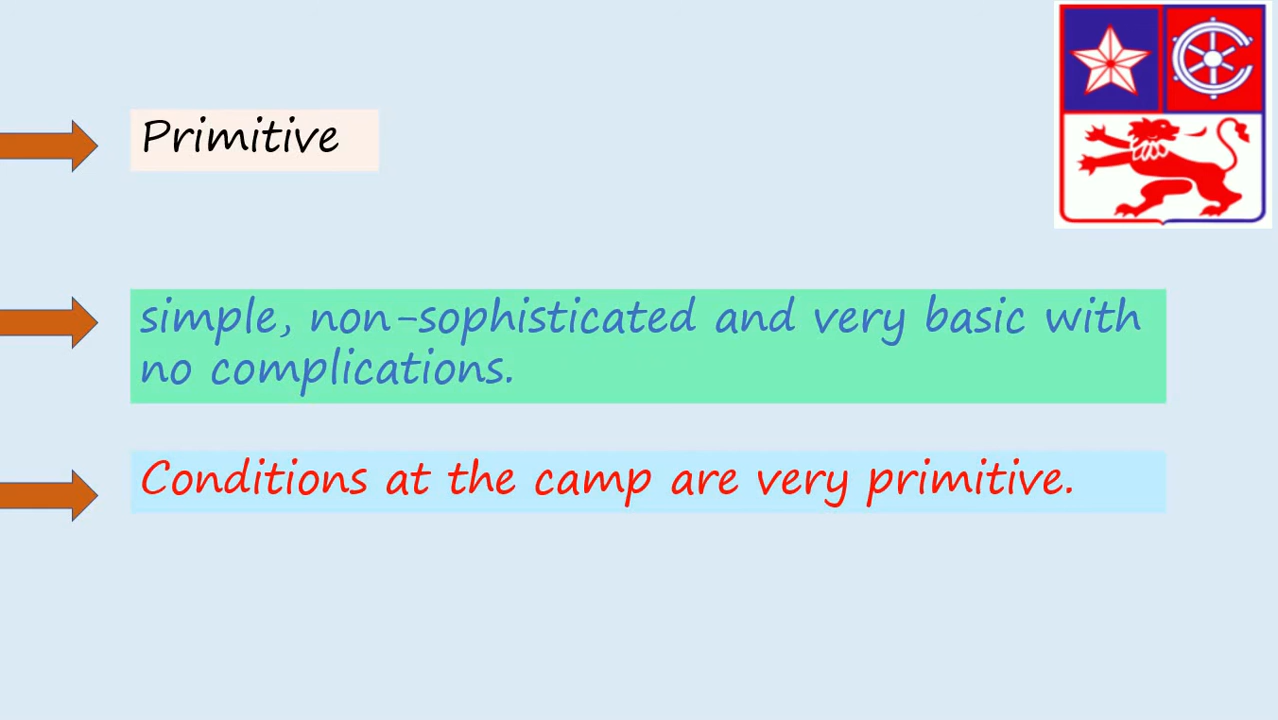 Primitive
simple, non-sophisticated and very basic with
no complications.
Conditions at the camp are very primitive.